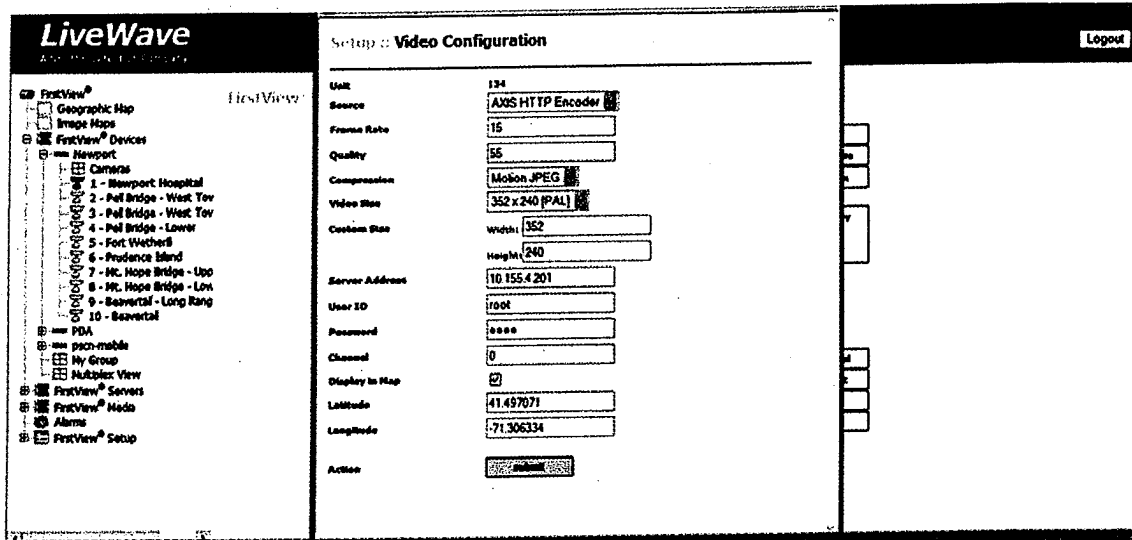 LiveWave
FirstView
FirstView®
Geographic Map
Image Maps
FirstView® Devices
Newport
Cameras
1 - Newport Hospital
2 - Pell Bridge - West Tov
3 - Pell Bridge - West Tov
4 - Pell Bridge - Lower
5 - Fort Wetherll
6 - Prudence Island
7 - Mt. Hope Bridge - Upp
8 - Mt. Hope Bridge - Low
9 - Beavertail - Long Rang
10 - Beavertail
PDA
pscn-mobile
My Group
Multiplex View
FirstView® Servers
FirstView® Media
Alarms
FirstView® Setup
Setup :: Video Configuration
Unit 134
Source AXIS HTTP Encoder
Frame Rate 15
Quality 55
Compression Motion JPEG
Video Size 352 x 240 [PAL]
Custom Size Width: 352
Height: 240
Server Address 10.155.4.201
User ID root
Password ****
Channel 0
Display In Map
Latitude 41.497071
Longitude -71.306334
Action submit
Logout